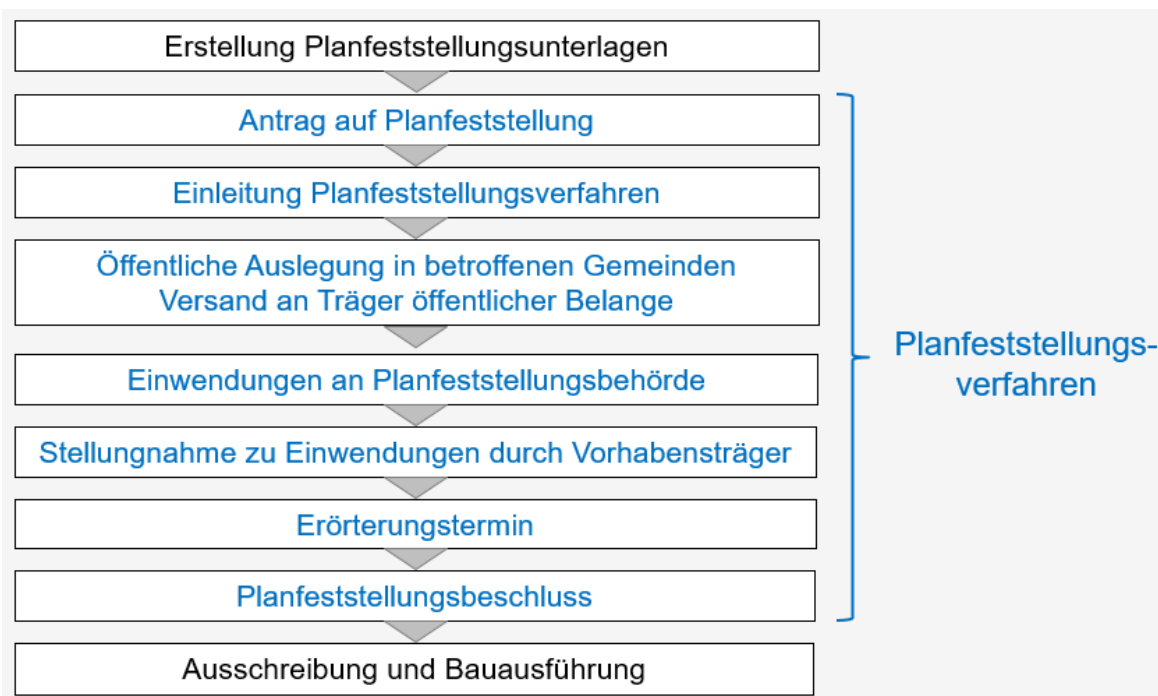 Erstellung Planfeststellungsunterlagen
Antrag auf Planfeststellung
Einleitung Planfeststellungsverfahren
Öffentliche Auslegung in betroffenen Gemeinden
Versand an Träger öffentlicher Belange
Einwendungen an Planfeststellungsbehörde
Stellungnahme zu Einwendungen durch Vorhabensträger
Erörterungstermin
Planfeststellungsbeschluss
Ausschreibung und Bauausführung
Planfeststellungs-
verfahren